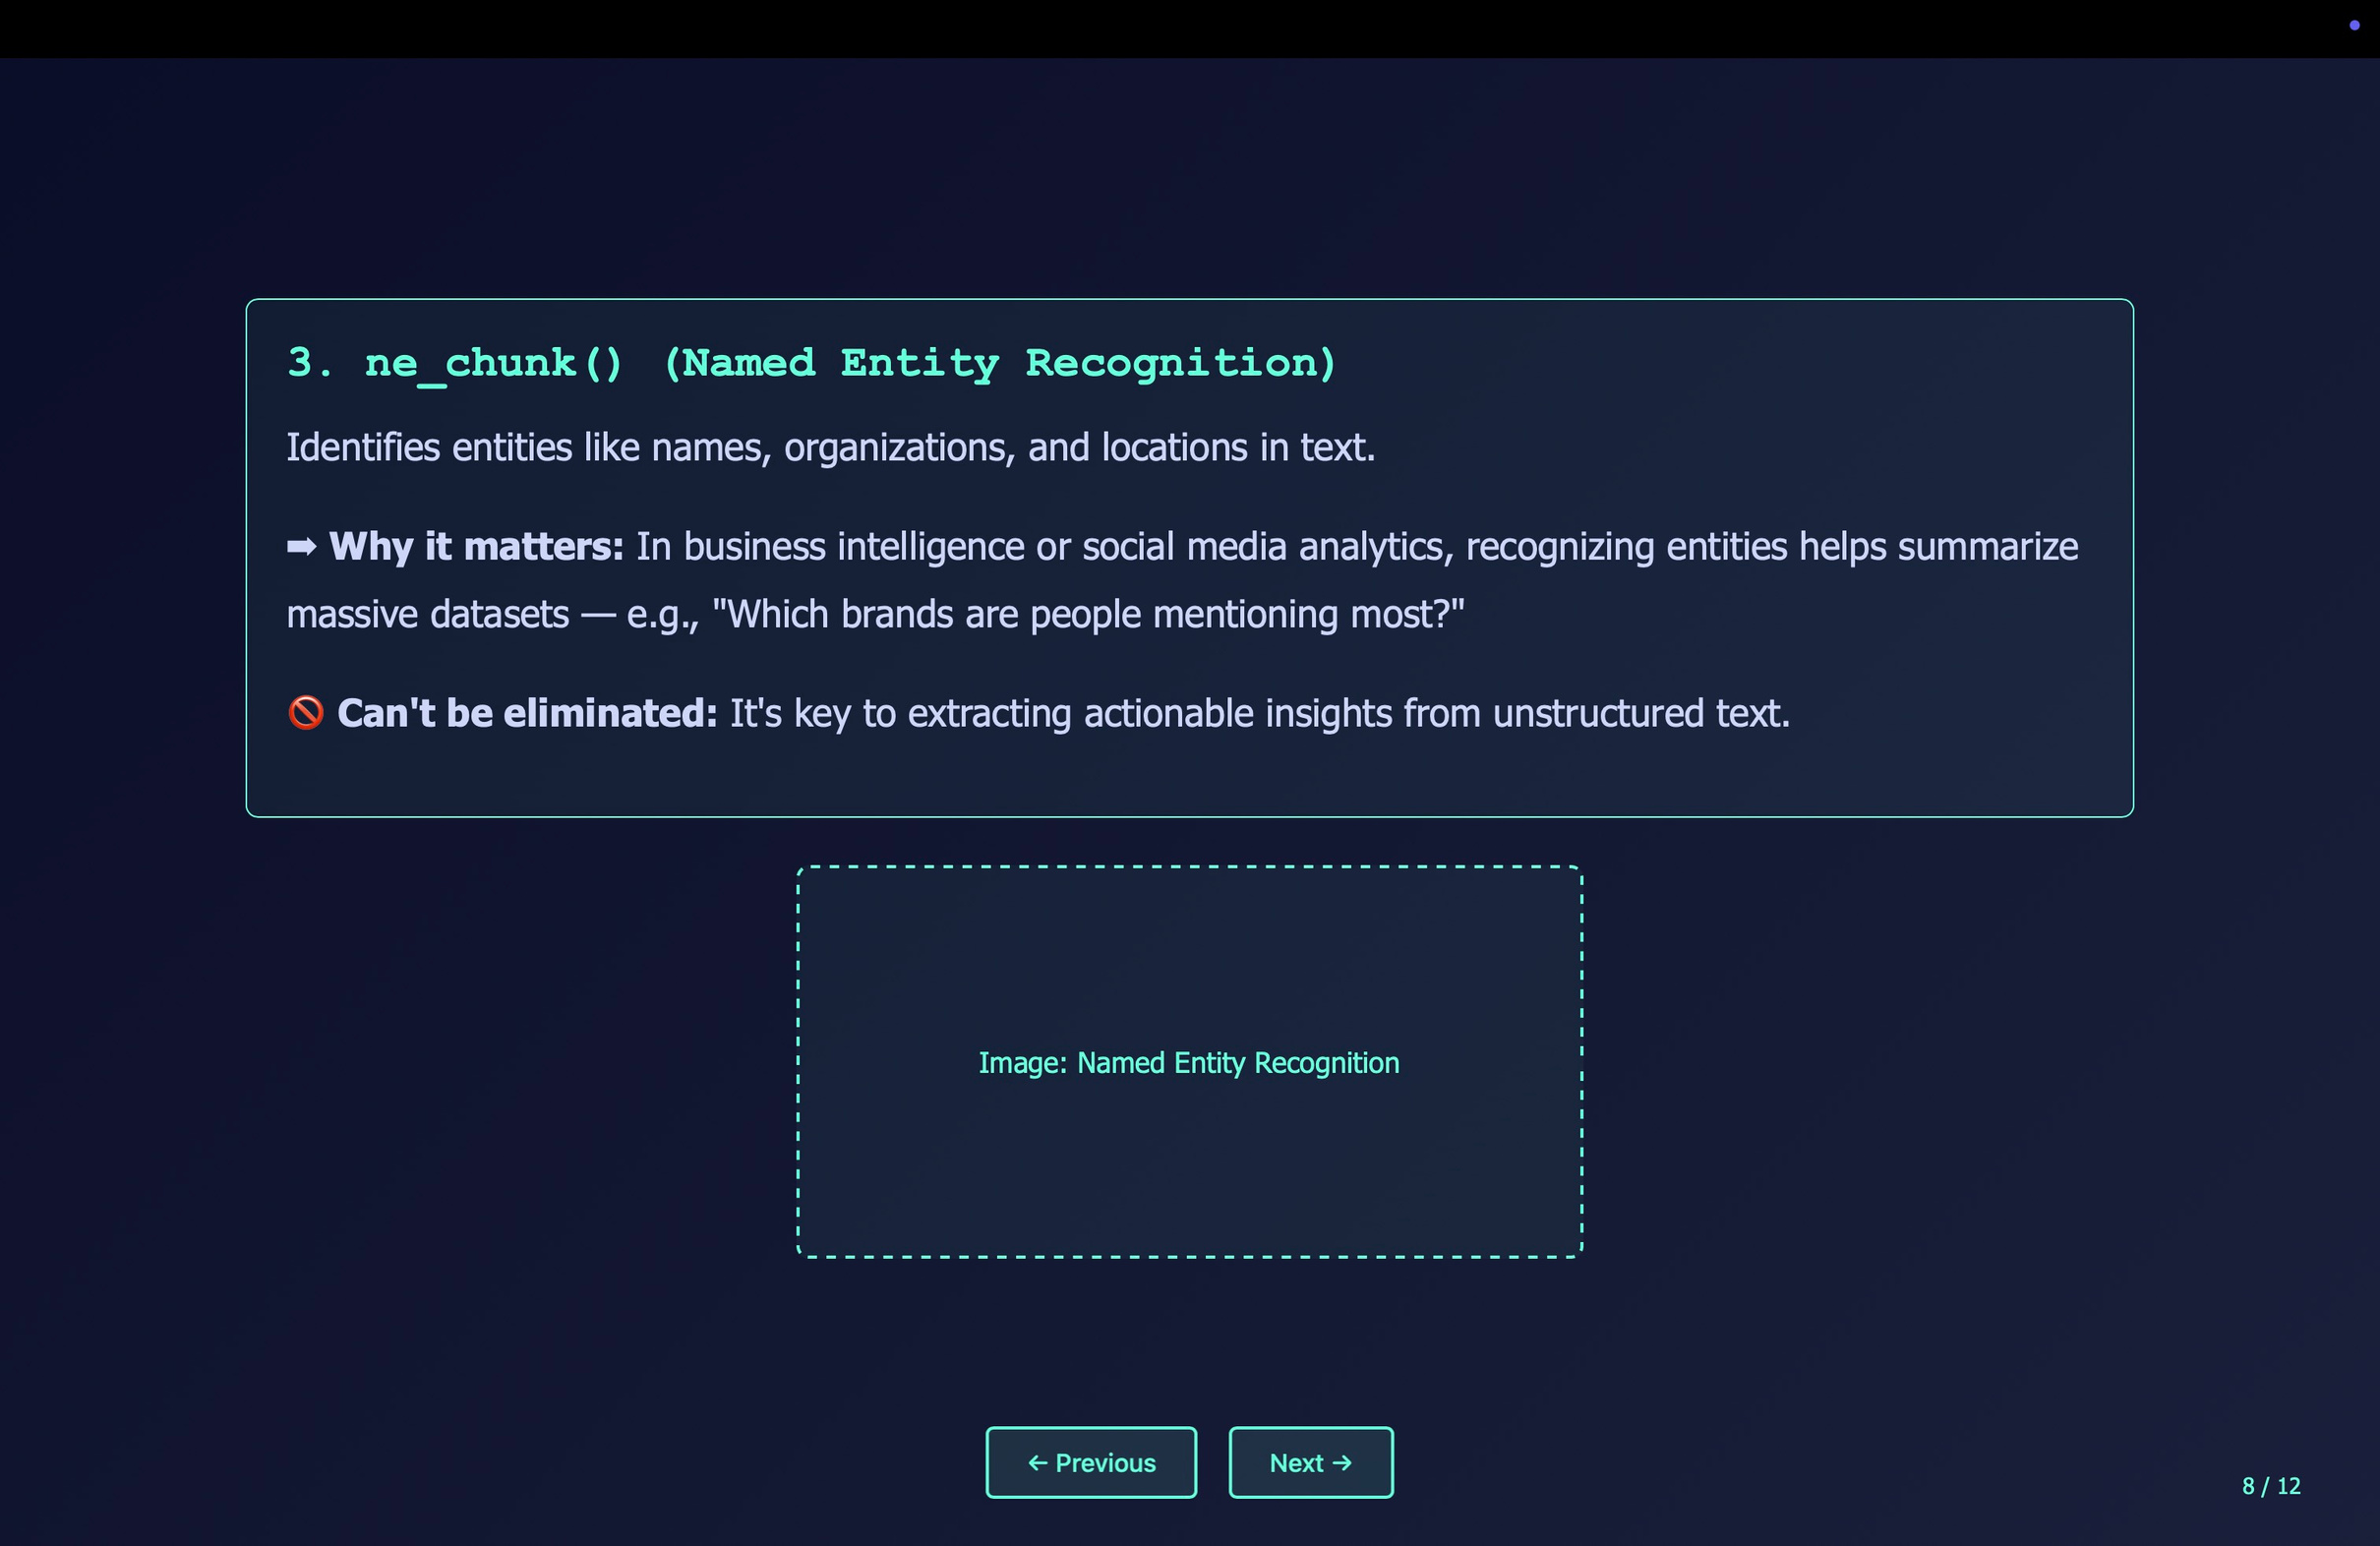 3. ne_chunk() (Named Entity Recognition)
Identifies entities like names, organizations, and locations in text.
➡ Why it matters: In business intelligence or social media analytics, recognizing entities helps summarize
massive datasets — e.g., "Which brands are people mentioning most?"
🚫 Can't be eliminated: It's key to extracting actionable insights from unstructured text.
Image: Named Entity Recognition
← Previous
Next →
8 / 12